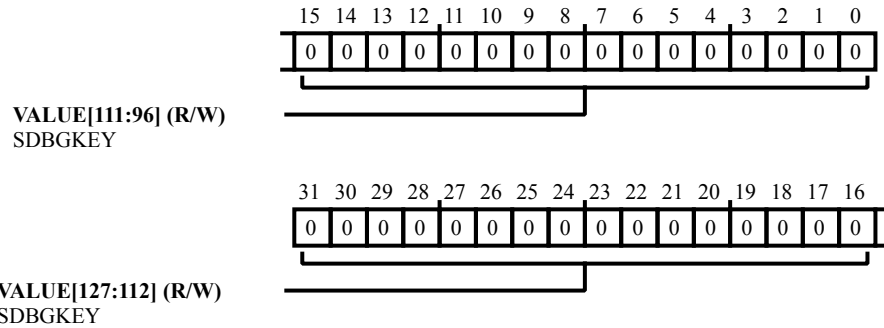 15 14 13 12 11 10 9 8 7 6 5 4 3 2 1 0
0 0 0 0 0 0 0 0 0 0 0 0 0 0 0 0
VALUE[111:96] (R/W)
SDBGKEY
31 30 29 28 27 26 25 24 23 22 21 20 19 18 17 16
0 0 0 0 0 0 0 0 0 0 0 0 0 0 0 0
VALUE[127:112] (R/W)
SDBGKEY